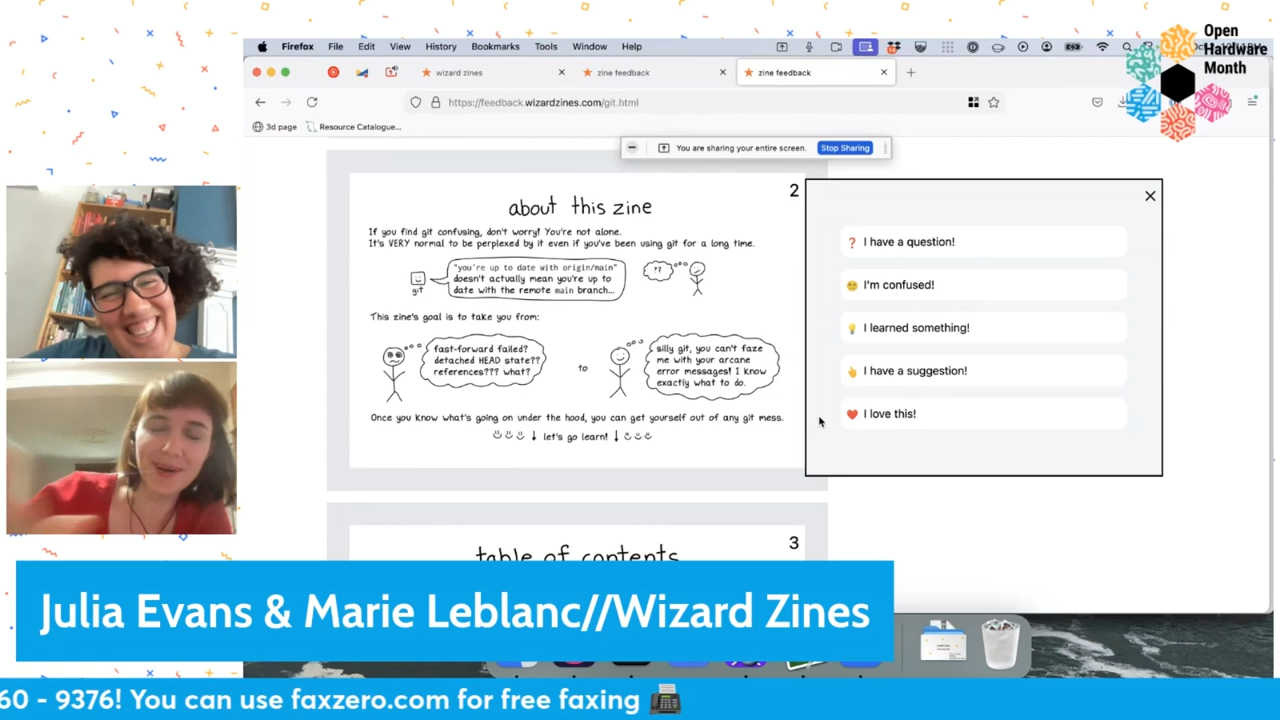 Open
Hardware
Month
Firefox File Edit View History Bookmarks Tools Window Help
wizard zines
zine feedback
zine feedback
https://feedback.wizardzines.com/git.html
3d page
Resource Catalogue...
You are sharing your entire screen.
Stop Sharing
2
about this zine
If you find git confusing, don't worry! You're not alone.
It's VERY normal to be perplexed by it even if you've been using git for a long time.
git
"you're up to date with origin/main"
doesn't actually mean you're up to
date with the remote main branch...
?!
This zine's goal is to take you from:
fast-forward failed?
detached HEAD state??
references??? what?
to
silly git, you can't faze
me with your arcane
error messages! I know
exactly what to do.
Once you know what's going on under the hood, you can get yourself out of any git mess.
let's go learn!
❓ I have a question!
😕 I'm confused!
💡 I learned something!
👆 I have a suggestion!
❤️ I love this!
3
table of contents
Julia Evans & Marie Leblanc//Wizard Zines
60 - 9376! You can use faxzero.com for free faxing 📠